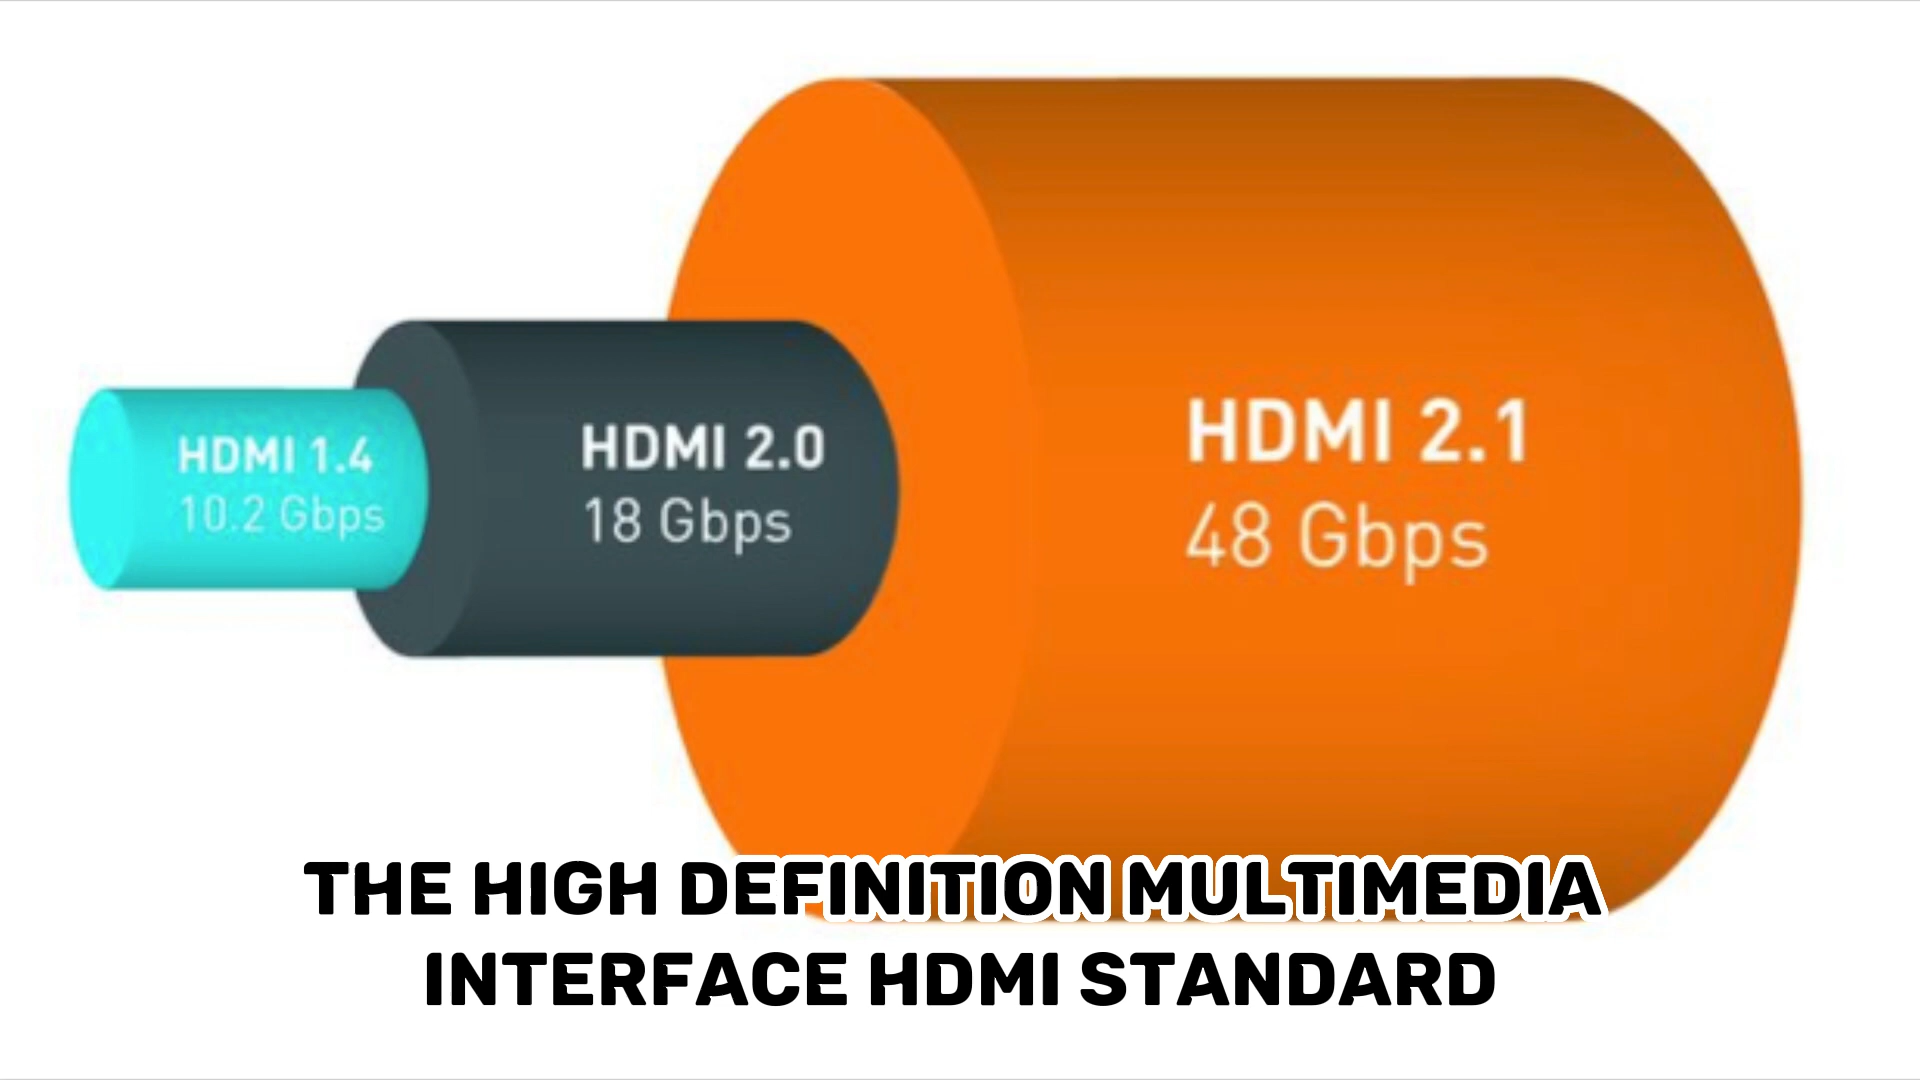 HDMI 1.4
10.2 Gbps
HDMI 2.0
18 Gbps
HDMI 2.1
48 Gbps
THE HIGH DEFINITION MULTIMEDIA
INTERFACE HDMI STANDARD